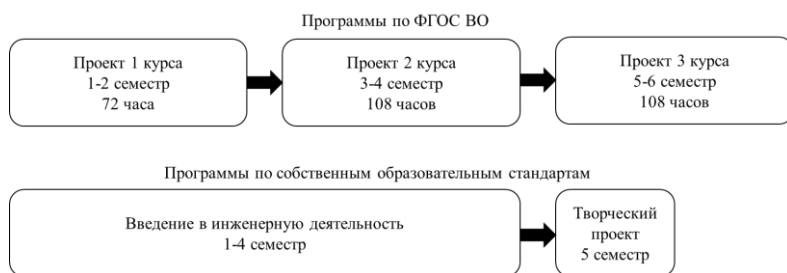 Программы по ФГОС ВО
Проект 1 курса
1-2 семестр
72 часа
Проект 2 курса
3-4 семестр
108 часов
Проект 3 курса
5-6 семестр
108 часов
Программы по собственным образовательным стандартам
Введение в инженерную деятельность
1-4 семестр
Творческий
проект
5 семестр